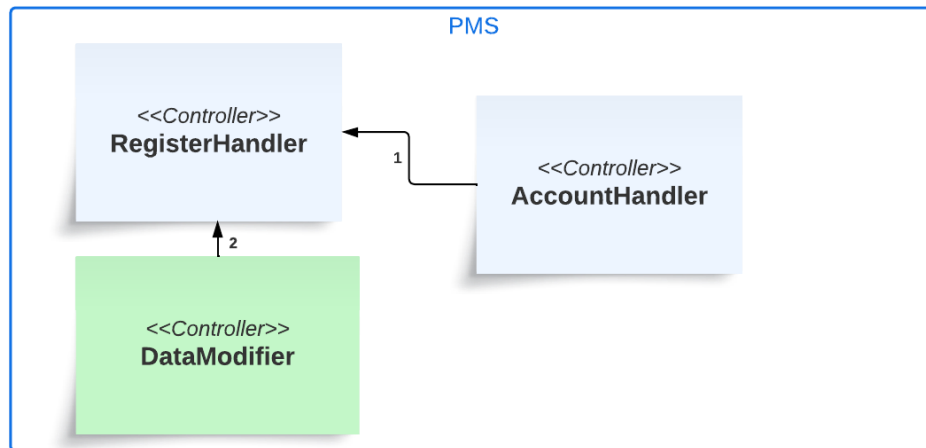 PMS
<<Controller>>
RegisterHandler
1
<<Controller>>
AccountHandler
2
<<Controller>>
DataModifier